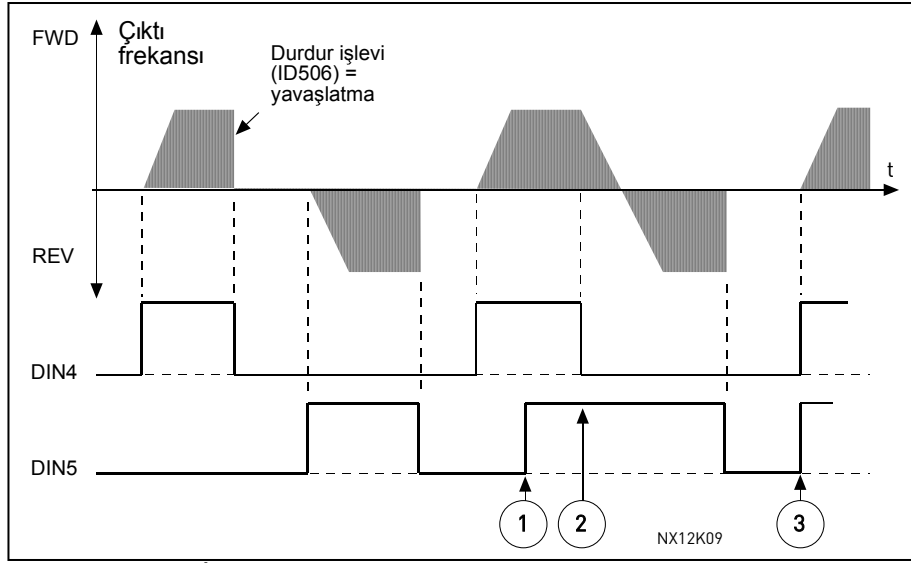 FWD
Çıktı
frekansı
Durdur işlevi
(ID506) =
yavaşlatma
t
REV
DIN4
DIN5
1
2
3
NX12K09